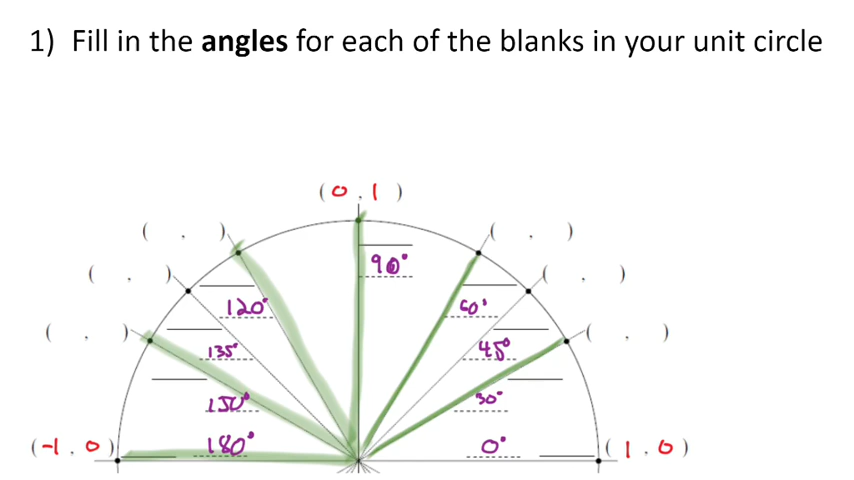 1) Fill in the angles for each of the blanks in your unit circle
(0, 1)
( , ) ( , )
90°
( , ) ( , )
120° 60°
( , ) ( , )
135° 45°
150° 30°
(-1, 0) 180° 0° (1, 0)